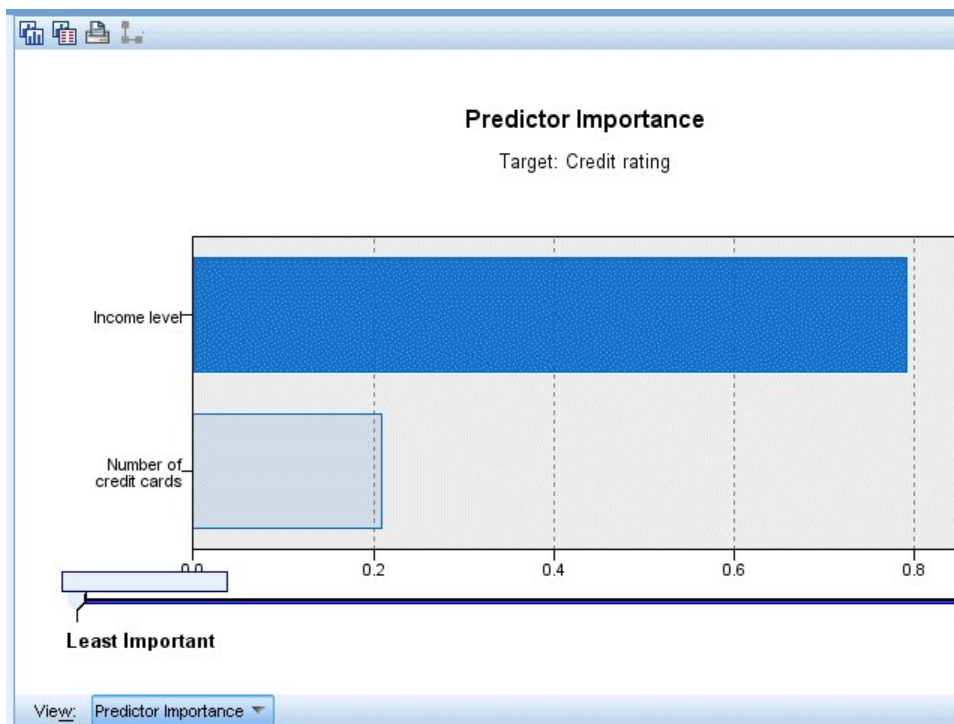 Predictor Importance
Target: Credit rating
Income level
Number of
credit cards
0.0
0.2
0.4
0.6
0.8
Least Important
View:
Predictor Importance